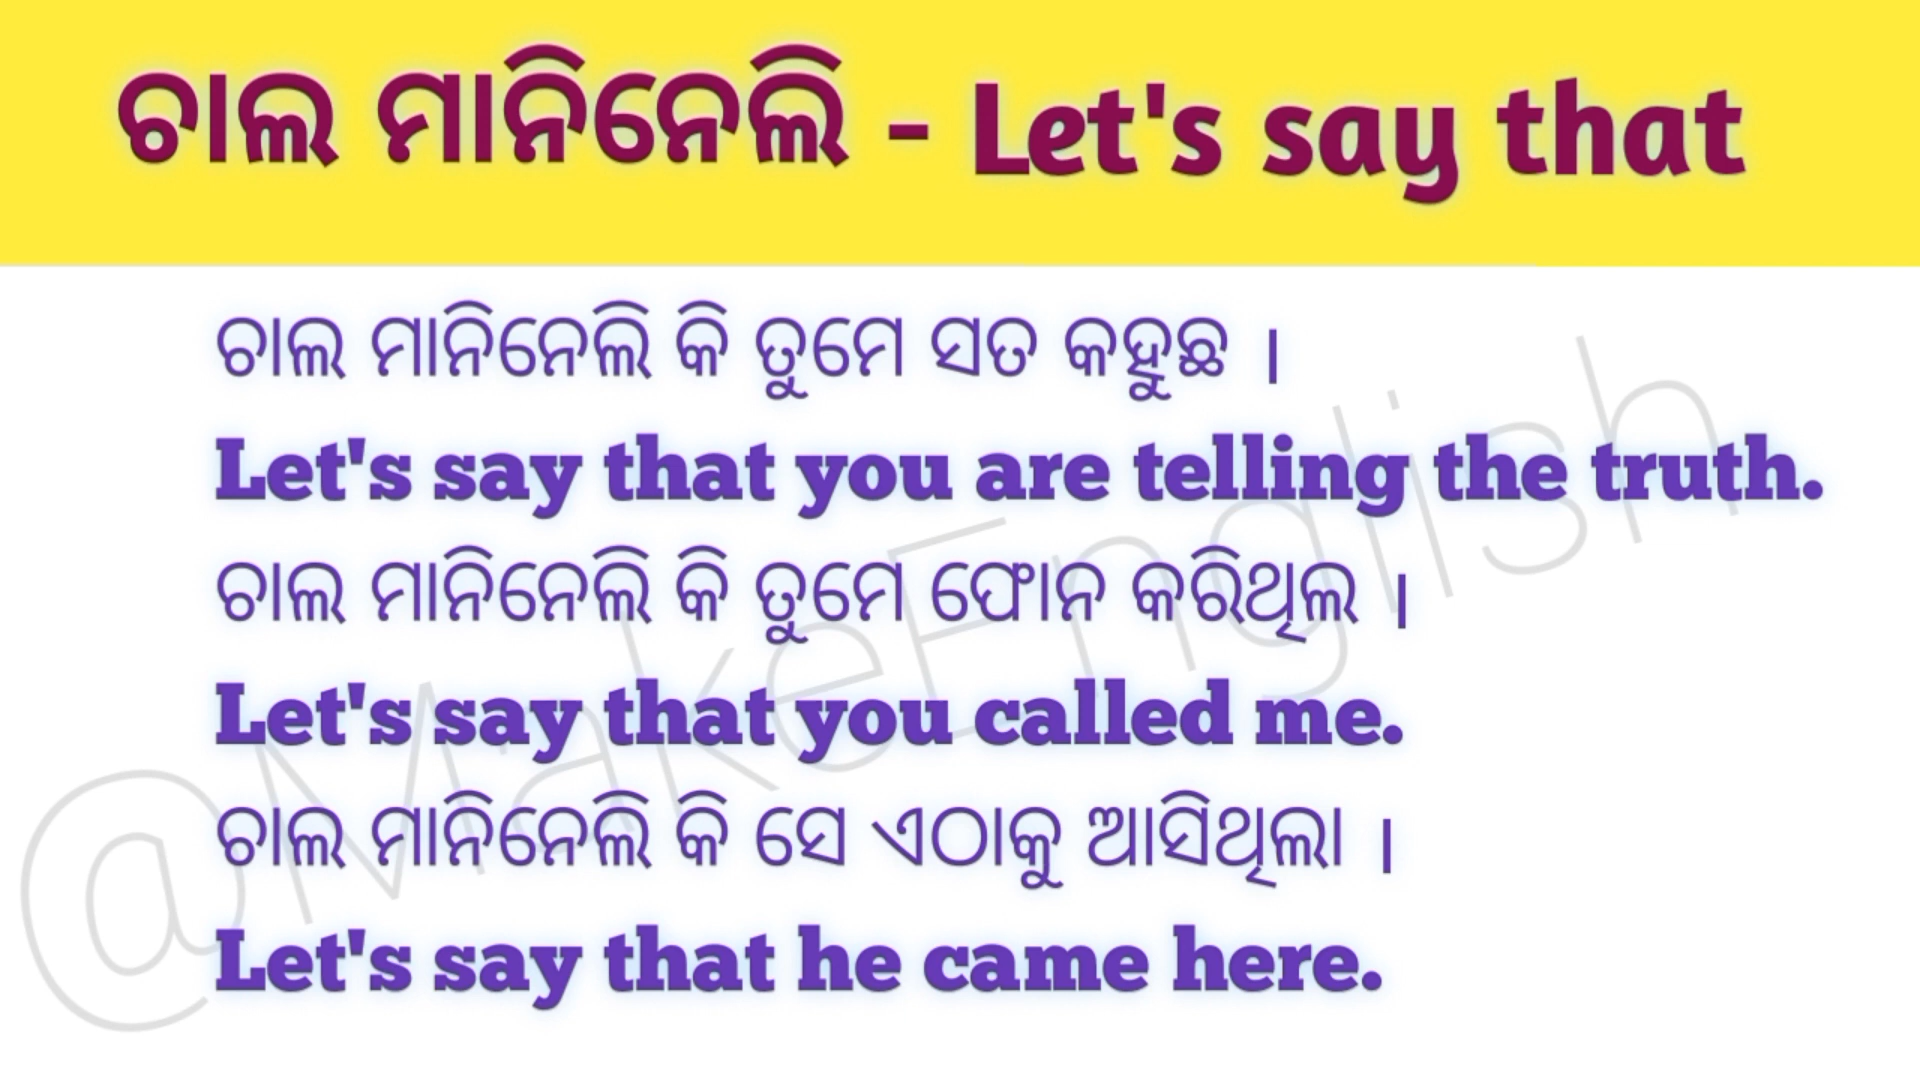 ଚାଲ ମାନିନେଲି - Let's say that
ଚାଲ ମାନିନେଲି କି ତୁମେ ସତ କହୁଛ ।
Let's say that you are telling the truth.
ଚାଲ ମାନିନେଲି କି ତୁମେ ଫୋନ କରିଥିଲ ।
Let's say that you called me.
ଚାଲ ମାନିନେଲି କି ସେ ଏଠାକୁ ଆସିଥିଲା ।
Let's say that he came here.
@MakeEnglish